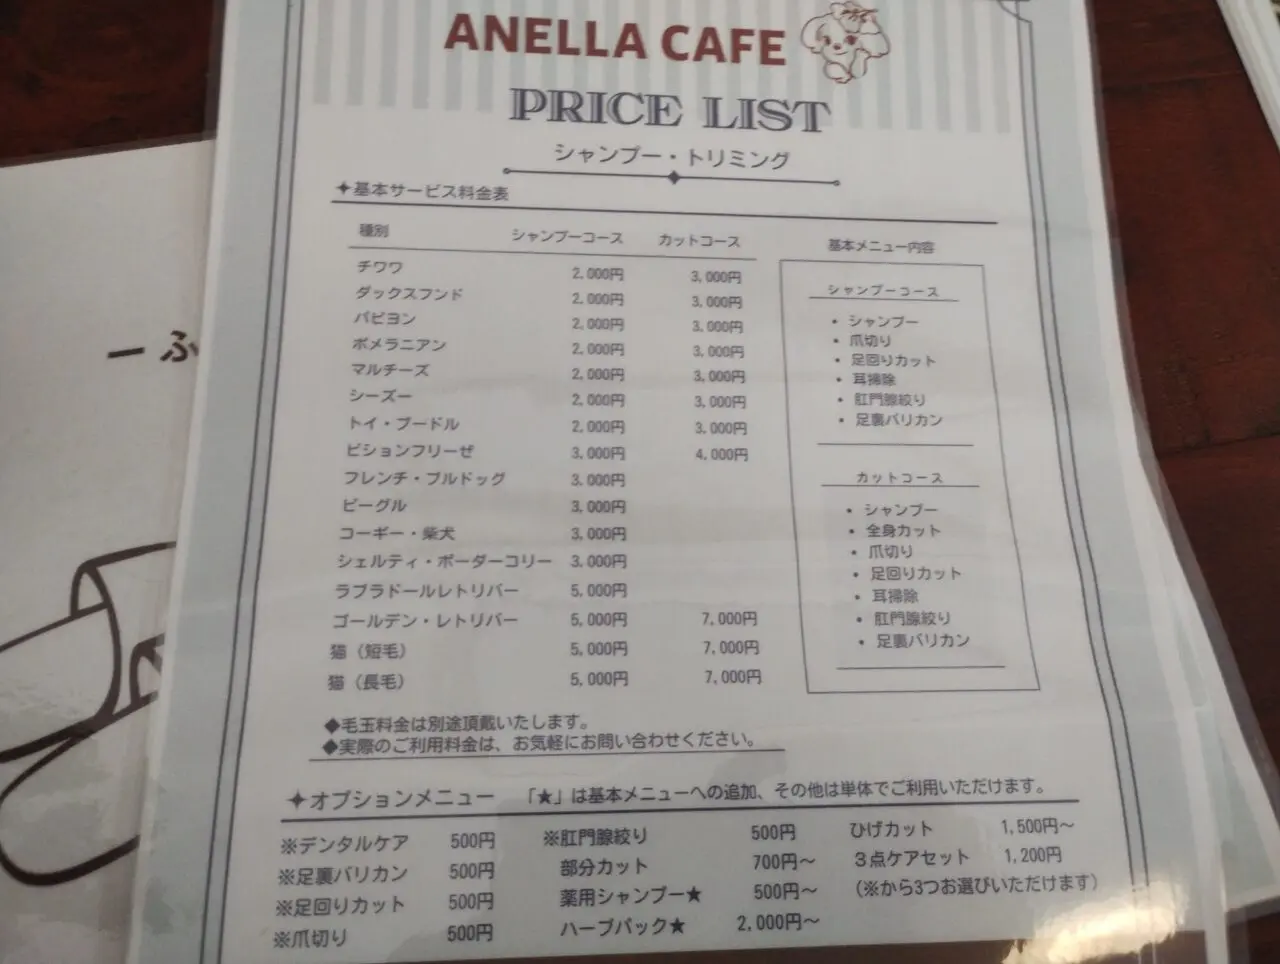 ANELLA CAFE
PRICE LIST
シャンプー・トリミング
✦基本サービス料金表
種別 シャンプーコース カットコース
チワワ 2,000円 3,000円
ダックスフンド 2,000円 3,000円
パピヨン 2,000円 3,000円
ポメラニアン 2,000円 3,000円
マルチーズ 2,000円 3,000円
シーズー 2,000円 3,000円
トイ・プードル 2,000円 3,000円
ビションフリーゼ 3,000円 4,000円
フレンチ・ブルドッグ 3,000円
ビーグル 3,000円
コーギー・柴犬 3,000円
シェルティ・ボーダーコリー 3,000円
ラブラドールレトリバー 5,000円
ゴールデン・レトリバー 5,000円 7,000円
猫（短毛） 5,000円 7,000円
猫（長毛） 5,000円 7,000円
基本メニュー内容
シャンプーコース
• シャンプー
• 爪切り
• 足回りカット
• 耳掃除
• 肛門腺絞り
• 足裏バリカン
カットコース
• シャンプー
• 全身カット
• 爪切り
• 足回りカット
• 耳掃除
• 肛門腺絞り
• 足裏バリカン
◆毛玉料金は別途頂戴いたします。
◆実際のご利用料金は、お気軽にお問い合わせください。
✦オプションメニュー 「★」は基本メニューへの追加、その他は単体でご利用いただけます。
※デンタルケア 500円
※足裏バリカン 500円
※足回りカット 500円
※爪切り 500円
※肛門腺絞り 500円
部分カット 700円～
薬用シャンプー★ 500円～
ハーブパック★ 2,000円～
ひげカット 1,500円～
３点ケアセット 1,200円
（※から3つお選びいただけます）
ーふ